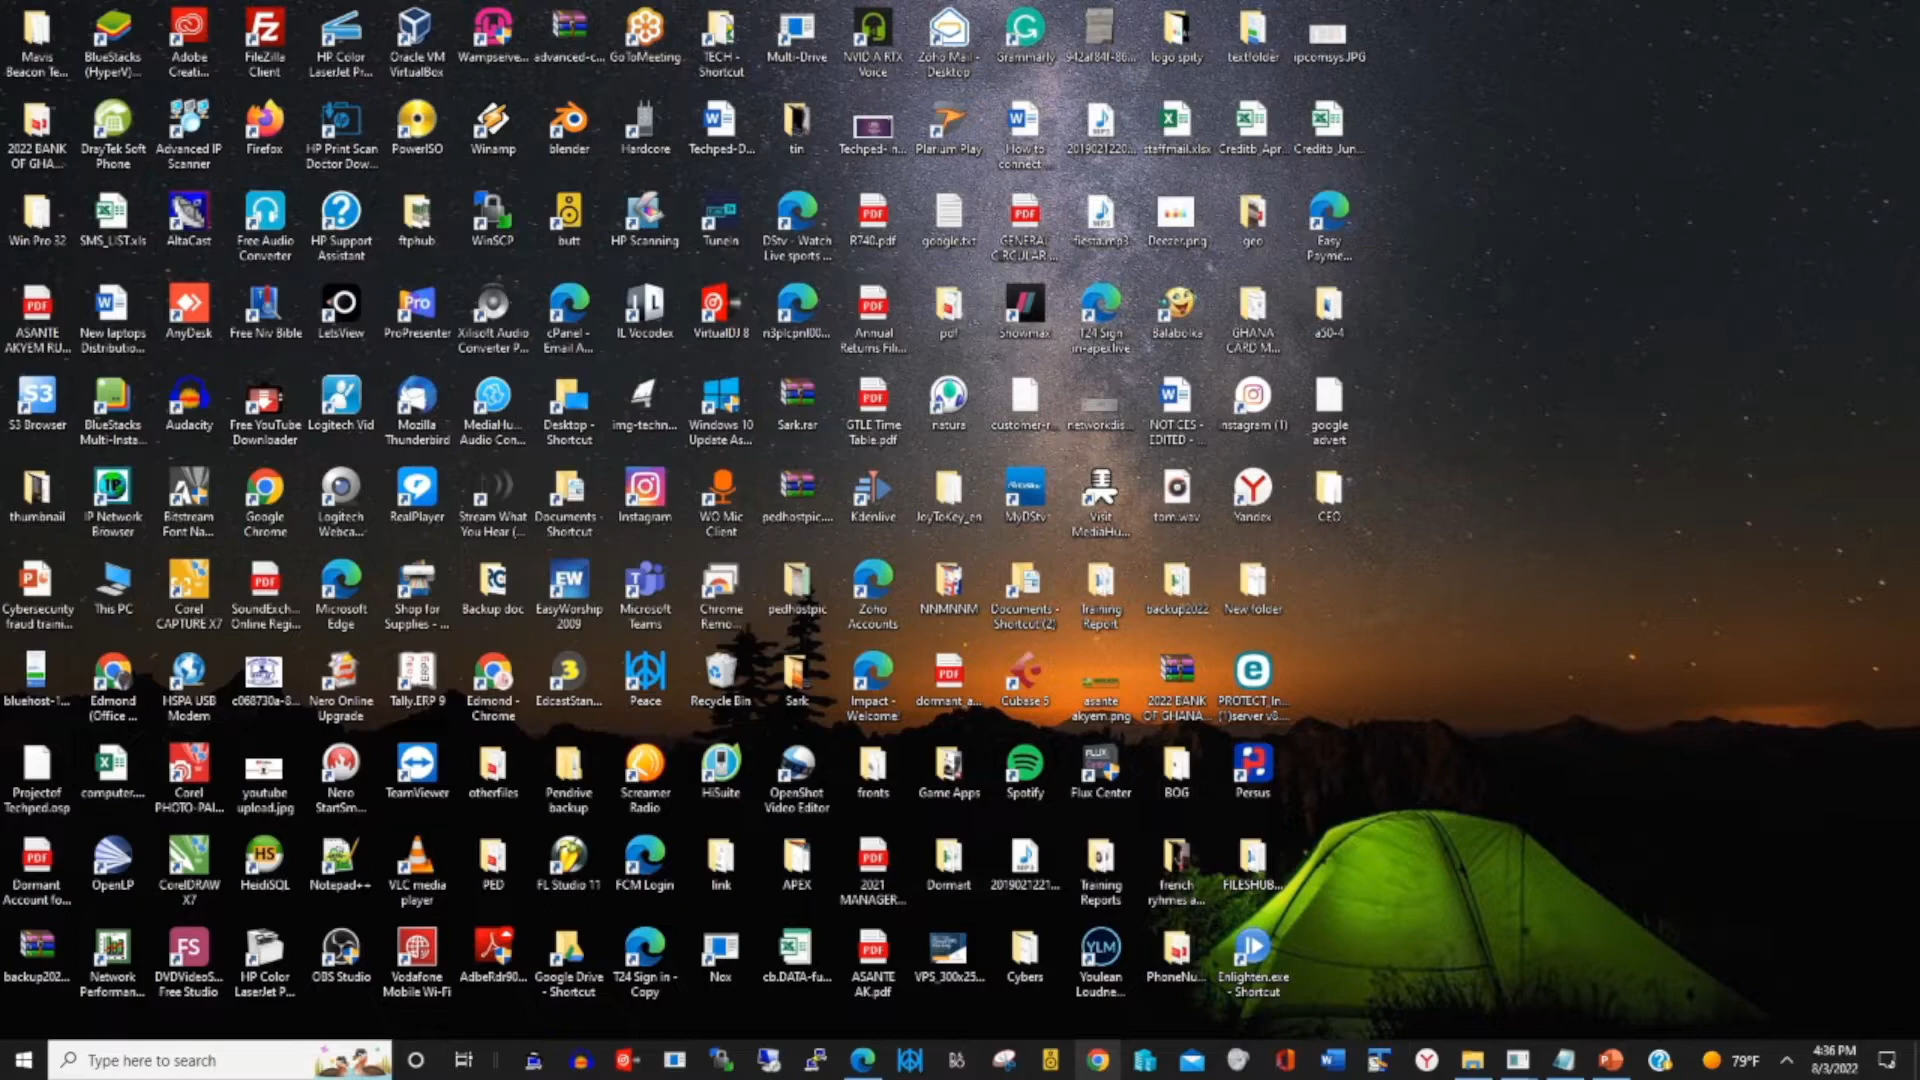 Mavis
Beacon Te...
BlueStacks
(HyperV)...
Adobe
Creati...
FileZilla
Client
HP Color
LaserJet Pr...
Oracle VM
VirtualBox
Wampserve...
advanced-c...
GoToMeeting
TECH -
Shortcut
Multi-Drive
NVIDIA RTX
Voice
Zoho Mail -
Desktop
Grammarly
942af84f-86...
logo spity
textfolder
ipcomsys.JPG
2022 BANK
OF GHA...
DrayTek Soft
Phone
Advanced IP
Scanner
Firefox
HP Print Scan
Doctor Dow...
PowerISO
Winamp
blender
Hardcore
Techped-D...
tin
Techped- n...
Plarium Play
How to
connect ...
2019021220...
staffmail.xlsx
Creditb_Apr...
Creditb_Jun...
Win Pro 32
SMS_LIST.xls
AltaCast
Free Audio
Converter
HP Support
Assistant
ftphub
WinSCP
butt
HP Scanning
TuneIn
DStv - Watch
Live sports ...
R740.pdf
google.txt
GENERAL
CIRCULAR ...
fiesta.mp3
Deezer.png
geo
Easy
Payme...
ASANTE
AKYEM RU...
New laptops
Distributio...
AnyDesk
Free Niv Bible
LetsView
ProPresenter
Xilisoft Audio
Converter P...
cPanel -
Email A...
IL Vocodex
VirtualDJ 8
n3plcpnl00...
Annual
Returns Fili...
pdf
Showmax
T24 Sign
in-apexlive
Balabolka
GHANA
CARD M...
a50-4
S3 Browser
BlueStacks
Multi-Insta...
Audacity
Free YouTube
Downloader
Logitech Vid
Mozilla
Thunderbird
MediaHu...
Audio Con...
Desktop -
Shortcut
img-techn...
Windows 10
Update As...
Sark.rar
GTLE Time
Table.pdf
natura
customer-r...
networkdis...
NOTICES -
EDITED - ...
instagram (1)
google
advert
thumbnail
IP Network
Browser
Bitstream
Font Na...
Google
Chrome
Logitech
Webca...
RealPlayer
Stream What
You Hear (...
Documents -
Shortcut
Instagram
WO Mic
Client
pedhostpic....
Kdenlive
JoyToKey_en
MyDStv
Visit
MediaHu...
tom.wav
Yandex
CEO
Cybersecurity
fraud traini...
This PC
Corel
CAPTURE X7
SoundExch...
Online Regi...
Microsoft
Edge
Shop for
Supplies - ...
Backup doc
EasyWorship
2009
Microsoft
Teams
Chrome
Remo...
pedhostpic
Zoho
Accounts
NNMNNM
Documents -
Shortcut (2)
Training
Report
backup2022
New folder
bluehost-1...
Edmond
(Office ...
HSPA USB
Modem
c068730a-8...
Nero Online
Upgrade
Tally.ERP 9
Edmond -
Chrome
EdcastStan...
Peace
Recycle Bin
Sark
Impact -
Welcome!
dormant_a...
Cubase 5
asante
akyem.png
2022 BANK
OF GHANA...
PROTECT_In...
(1)server v8...
Projectof
Techped.osp
computer....
Corel
PHOTO-PAI...
youtube
upload.jpg
Nero
StartSm...
TeamViewer
otherfiles
Pendrive
backup
Screamer
Radio
HiSuite
OpenShot
Video Editor
fronts
Game Apps
Spotify
Flux Center
BOG
Persus
Dormant
Account fo...
OpenLP
CorelDRAW
X7
HeidiSQL
Notepad++
VLC media
player
PED
FL Studio 11
FCM Login
link
APEX
2021
MANAGER...
Dormart
2019021221...
Training
Reports
french
ryhmes a...
FILESHUB...
backup202...
Network
Performan...
DVDVideoS...
Free Studio
HP Color
LaserJet P...
OBS Studio
Vodafone
Mobile Wi-Fi
AdbeRdr90...
Google Drive
- Shortcut
T24 Sign in -
Copy
Nox
cb.DATA-fu...
ASANTE
AK.pdf
VPS_300x25...
Cybers
Youlean
Loudne...
PhoneNu...
Enlighten.exe
- Shortcut
Type here to search
79°F
4:36 PM
8/3/2022